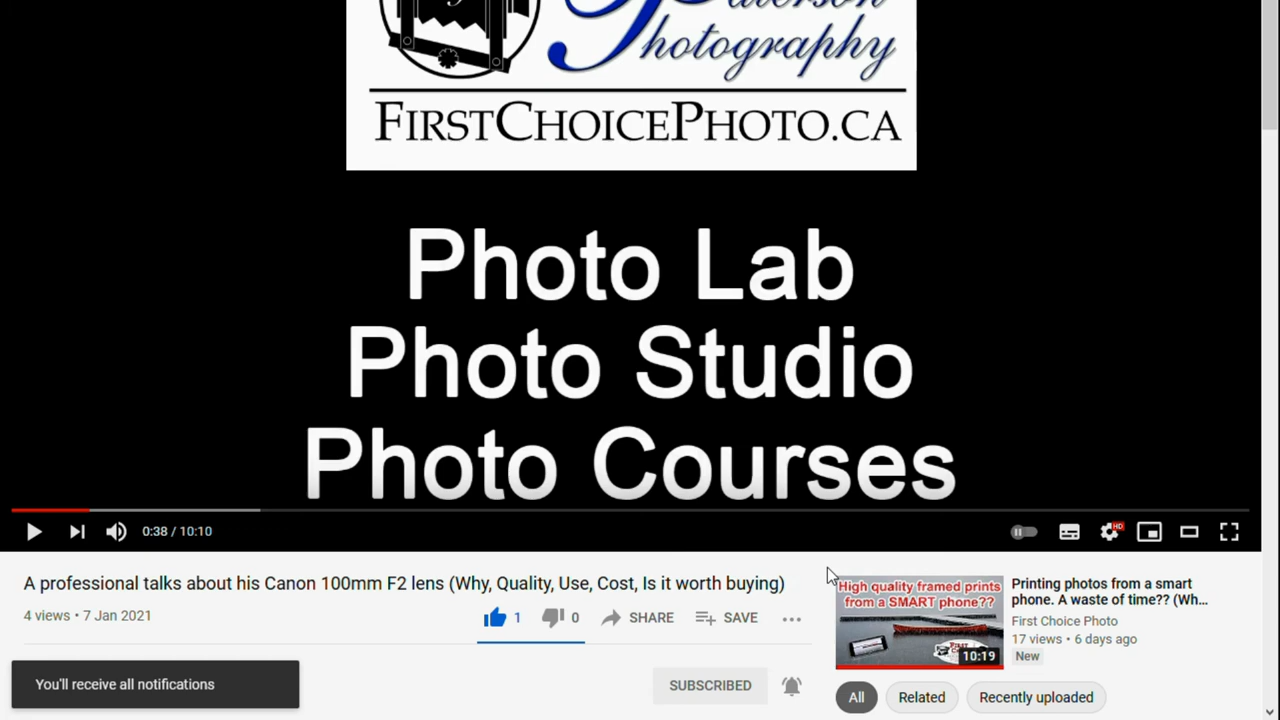 Paterson
Photography
FIRSTCHOICEPHOTO.CA
Photo Lab
Photo Studio
Photo Courses
0:38 / 10:10
HD
A professional talks about his Canon 100mm F2 lens (Why, Quality, Use, Cost, Is it worth buying)
4 views • 7 Jan 2021
1
0
SHARE
SAVE
You'll receive all notifications
SUBSCRIBED
High quality framed prints
from a SMART phone??
10:19
Printing photos from a smart
phone. A waste of time?? (Wh...
First Choice Photo
17 views • 6 days ago
New
All
Related
Recently uploaded